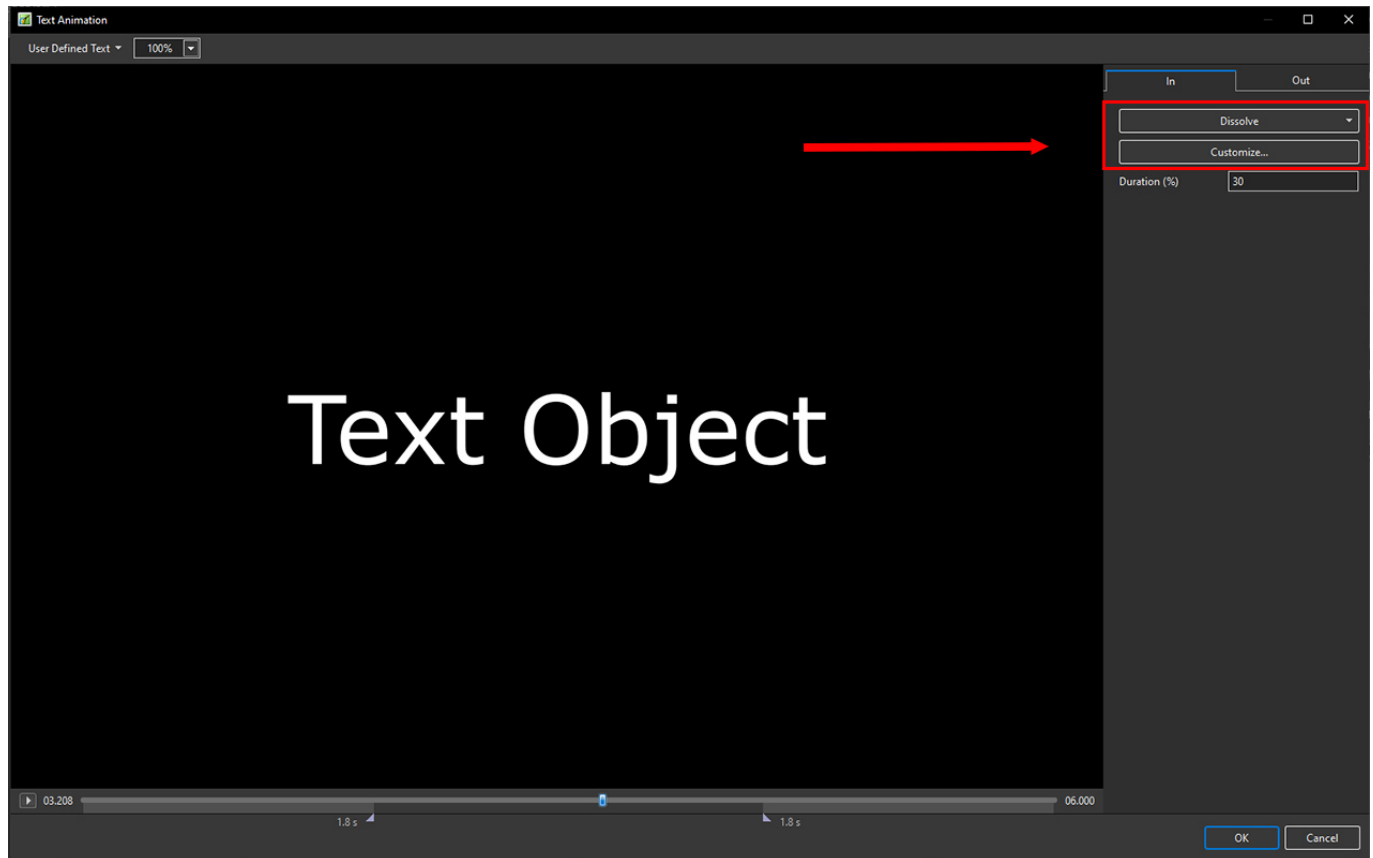 Text Animation
User Defined Text 100%
In Out
Dissolve
Customize...
Duration (%) 30
Text Object
03.208 06.000
1.8 s 1.8 s
OK Cancel